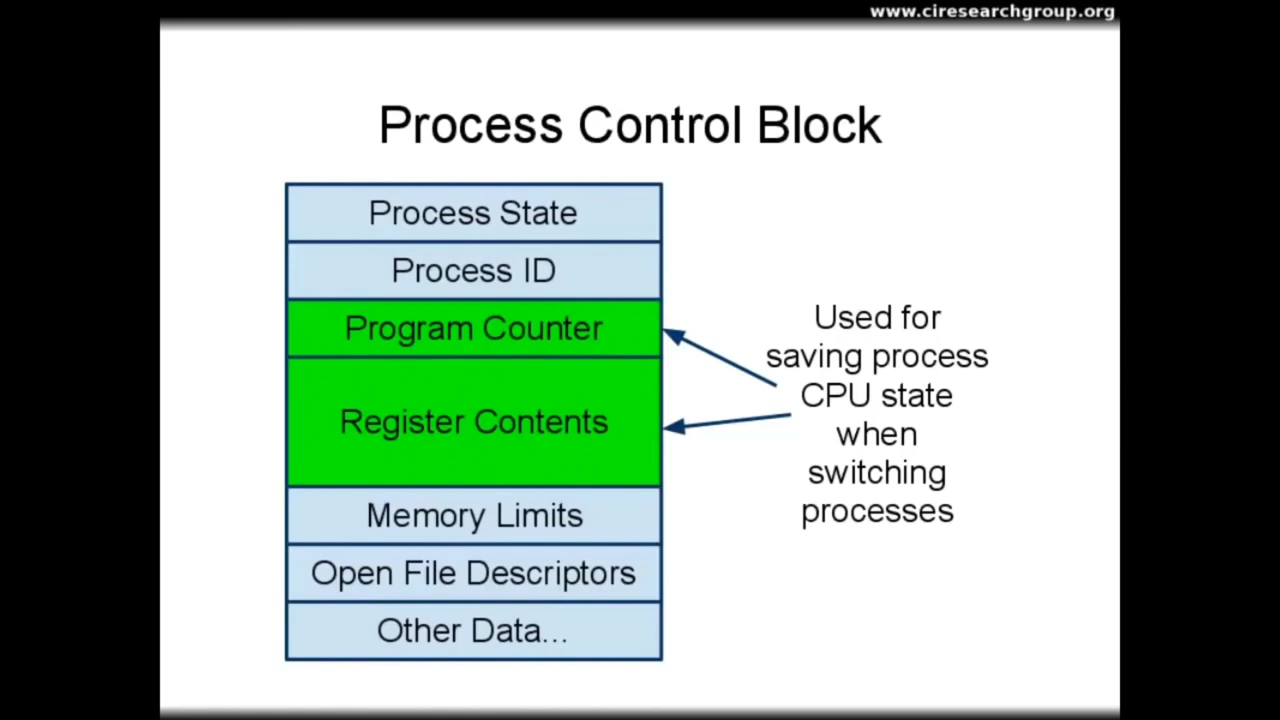 www.ciresearchgroup.org
Process Control Block
Process State
Process ID
Program Counter
Register Contents
Memory Limits
Open File Descriptors
Other Data...
Used for
saving process
CPU state
when
switching
processes